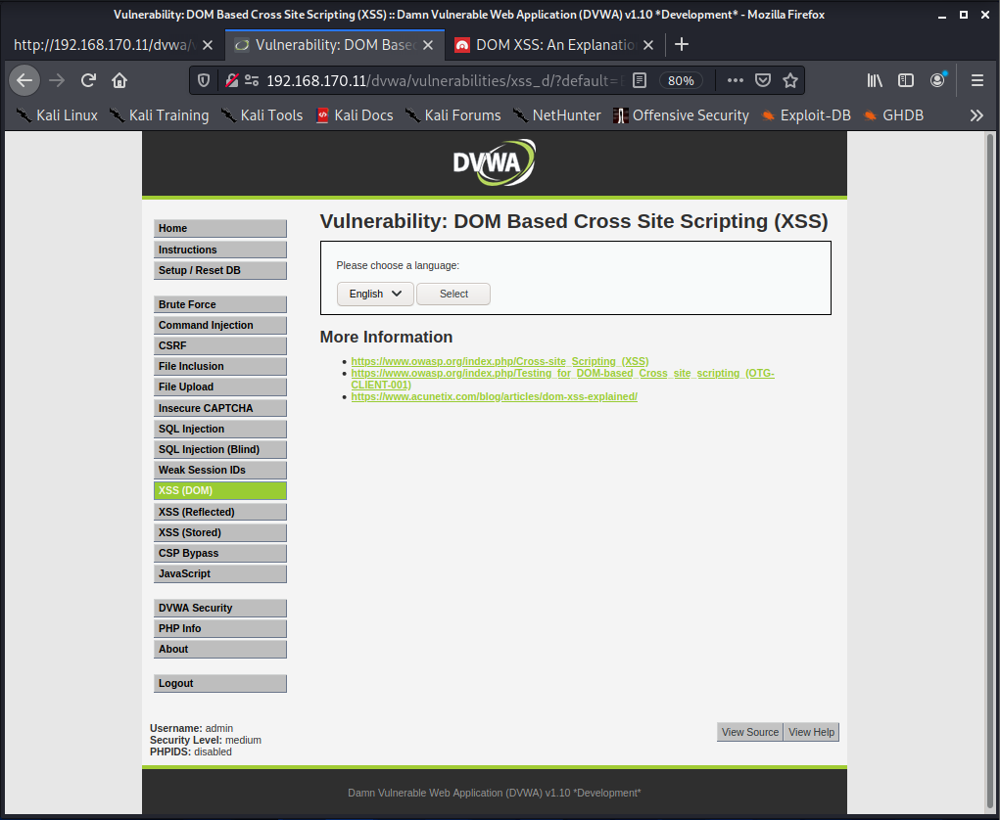 Vulnerability: DOM Based Cross Site Scripting (XSS) :: Damn Vulnerable Web Application (DVWA) v1.10 *Development* - Mozilla Firefox
http://192.168.170.11/dvwa/
Vulnerability: DOM Base
DOM XSS: An Explanatio
192.168.170.11/dvwa/vulnerabilities/xss_d/?default=
80%
Kali Linux
Kali Training
Kali Tools
Kali Docs
Kali Forums
NetHunter
Offensive Security
Exploit-DB
GHDB
DVWA
Home
Instructions
Setup / Reset DB
Brute Force
Command Injection
CSRF
File Inclusion
File Upload
Insecure CAPTCHA
SQL Injection
SQL Injection (Blind)
Weak Session IDs
XSS (DOM)
XSS (Reflected)
XSS (Stored)
CSP Bypass
JavaScript
DVWA Security
PHP Info
About
Logout
Vulnerability: DOM Based Cross Site Scripting (XSS)
Please choose a language:
English
Select
More Information
https://www.owasp.org/index.php/Cross-site_Scripting_(XSS)
https://www.owasp.org/index.php/Testing_for_DOM-based_Cross_site_scripting_(OTG-
CLIENT-001)
https://www.acunetix.com/blog/articles/dom-xss-explained/
Username: admin
Security Level: medium
PHPIDS: disabled
View Source
View Help
Damn Vulnerable Web Application (DVWA) v1.10 *Development*